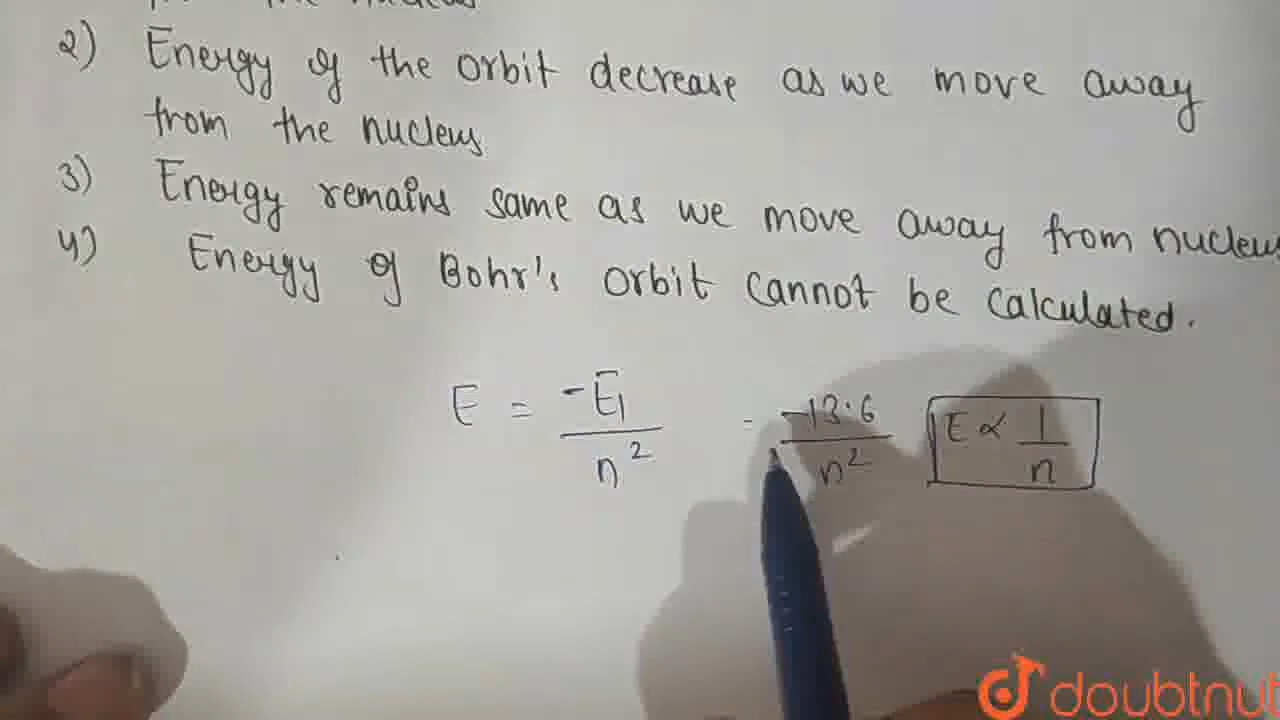 2) Energy of the orbit decrease as we move away
from the nucleus
3) Energy remains same as we move away from nucleus
4) Energy of Bohr's orbit cannot be calculated.
E = -E₁/n² = -13.6/n² E ∝ 1/n
doubtnut